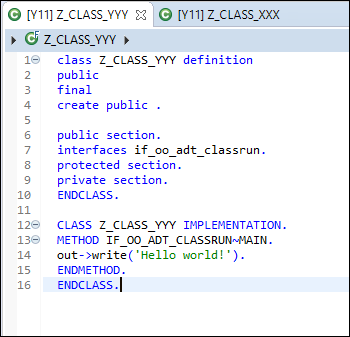 [Y11] Z_CLASS_YYY [Y11] Z_CLASS_XXX
Z_CLASS_YYY
1 class Z_CLASS_YYY definition
2 public
3 final
4 create public .
5
6 public section.
7 interfaces if_oo_adt_classrun.
8 protected section.
9 private section.
10 ENDCLASS.
11
12 CLASS Z_CLASS_YYY IMPLEMENTATION.
13 METHOD IF_OO_ADT_CLASSRUN~MAIN.
14 out->write('Hello world!').
15 ENDMETHOD.
16 ENDCLASS.